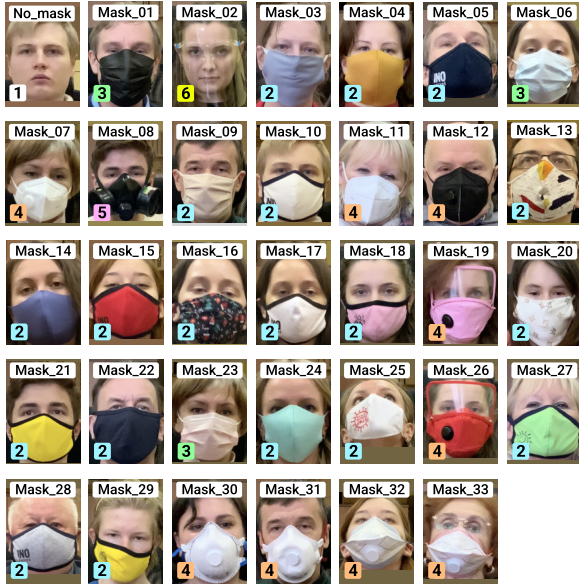 No_mask Mask_01 Mask_02 Mask_03 Mask_04 Mask_05 Mask_06
INO
1 3 6 2 2 2 3
Mask_07 Mask_08 Mask_09 Mask_10 Mask_11 Mask_12 Mask_13
4 5 2 2 4 4 2
Mask_14 Mask_15 Mask_16 Mask_17 Mask_18 Mask_19 Mask_20
2 2 2 2 2 4 2
Mask_21 Mask_22 Mask_23 Mask_24 Mask_25 Mask_26 Mask_27
2 2 3 2 2 4 2
Mask_28 Mask_29 Mask_30 Mask_31 Mask_32 Mask_33
INO
2 2 4 4 4 4